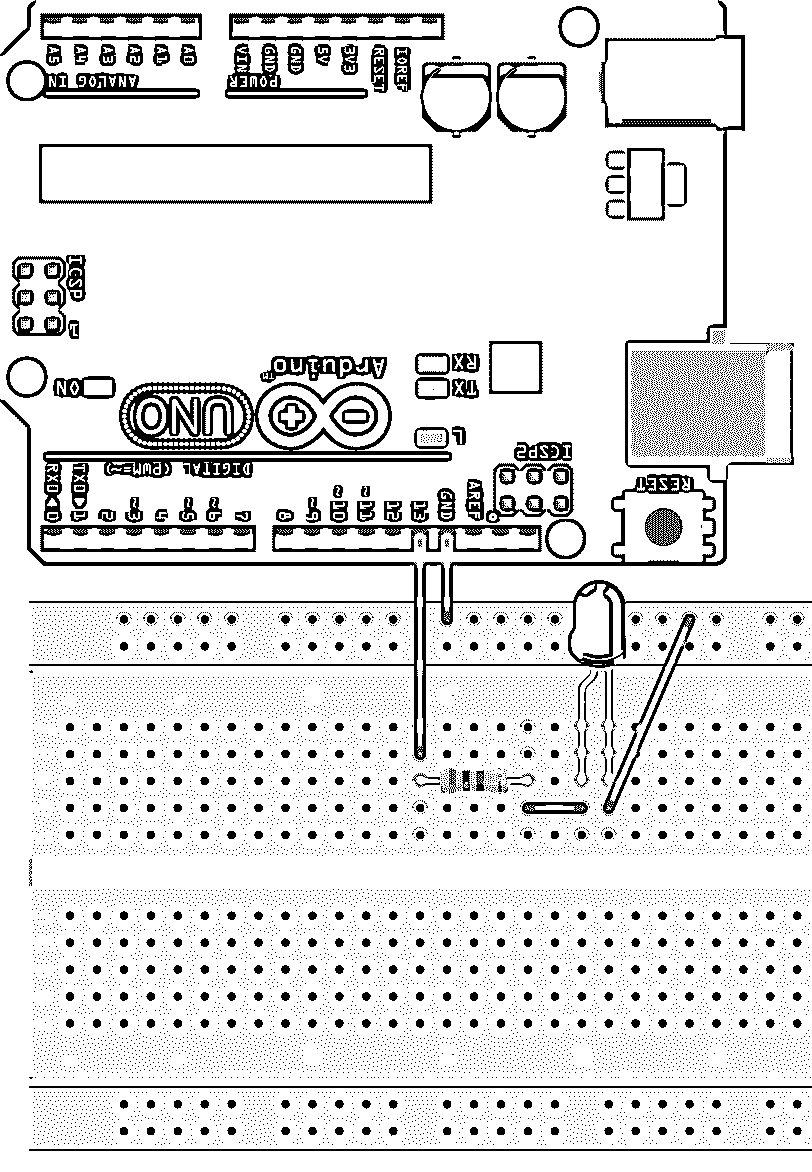 A5 A4 A3 A2 A1 A0 VIN GND GND 5V 3V3 RESET IOREF
ANALOG IN POWER
ICSP
1
Arduino TM
RX
ON UNO TX
L
DIGITAL (PWM=~) ICSP2
RX0◄0 TX0►1 2 ~3 4 ~5 ~6 7 8 ~9 ~10 ~11 12 13 GND AREF
RESET